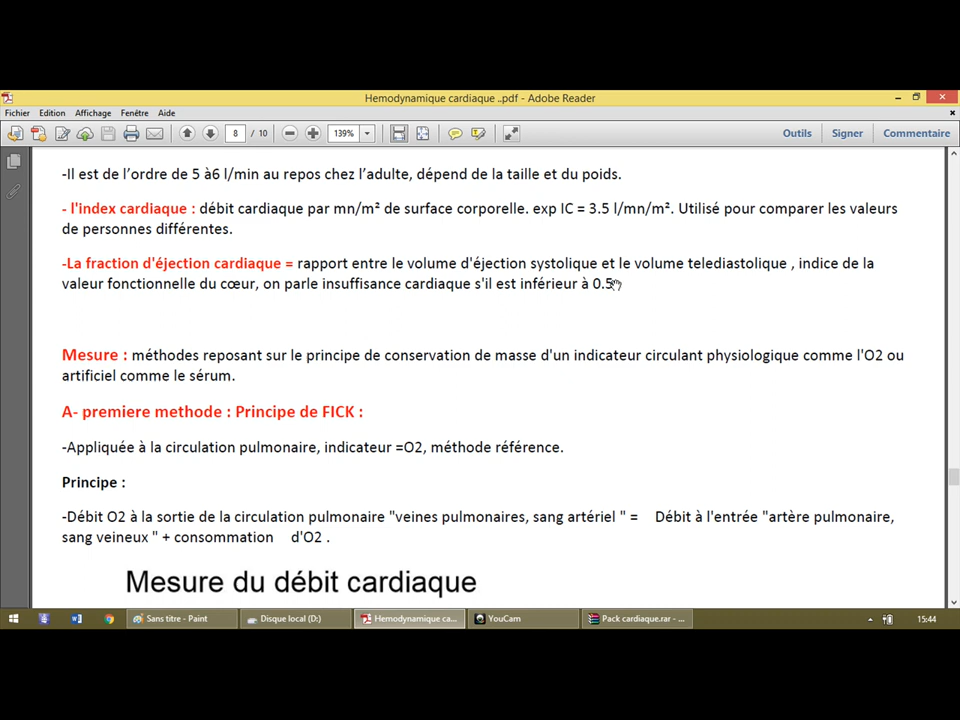 Hemodynamique cardiaque ..pdf - Adobe Reader
Fichier Edition Affichage Fenêtre Aide
8 / 10 139% Outils Signer Commentaire
-Il est de l'ordre de 5 à6 l/min au repos chez l'adulte, dépend de la taille et du poids.
- l'index cardiaque : débit cardiaque par mn/m² de surface corporelle. exp IC = 3.5 l/mn/m². Utilisé pour comparer les valeurs
de personnes différentes.
-La fraction d'éjection cardiaque = rapport entre le volume d'éjection systolique et le volume telediastolique , indice de la
valeur fonctionnelle du cœur, on parle insuffisance cardiaque s'il est inférieur à 0.5
Mesure : méthodes reposant sur le principe de conservation de masse d'un indicateur circulant physiologique comme l'O2 ou
artificiel comme le sérum.
A- premiere methode : Principe de FICK :
-Appliquée à la circulation pulmonaire, indicateur =O2, méthode référence.
Principe :
-Débit O2 à la sortie de la circulation pulmonaire "veines pulmonaires, sang artériel " = Débit à l'entrée "artère pulmonaire,
sang veineux " + consommation d'O2 .
Mesure du débit cardiaque
Sans titre - Paint Disque local (D:) Hemodynamique ca... YouCam Pack cardiaque.rar - ... 15:44